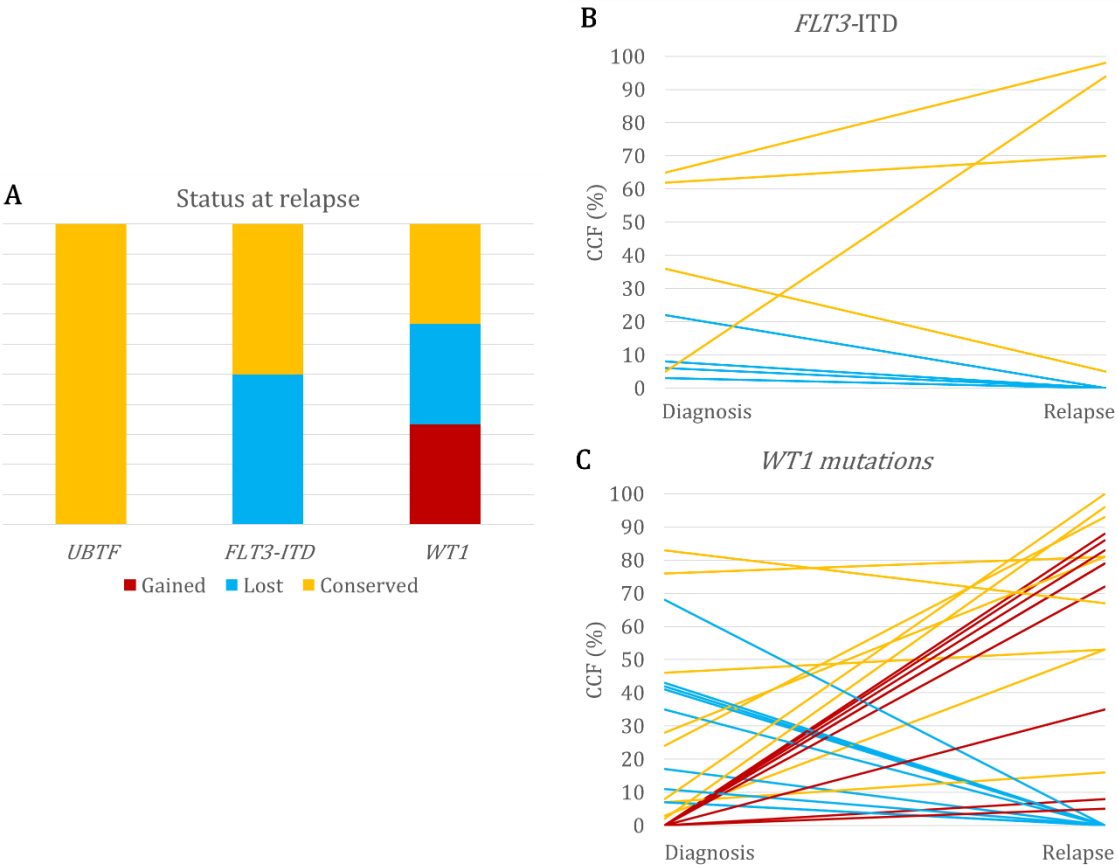 A
Status at relapse
UBTF
FLT3-ITD
WT1
Gained
Lost
Conserved
B
FLT3-ITD
CCF (%)
100
90
80
70
60
50
40
30
20
10
0
Diagnosis
Relapse
C
WT1 mutations
CCF (%)
100
90
80
70
60
50
40
30
20
10
0
Diagnosis
Relapse